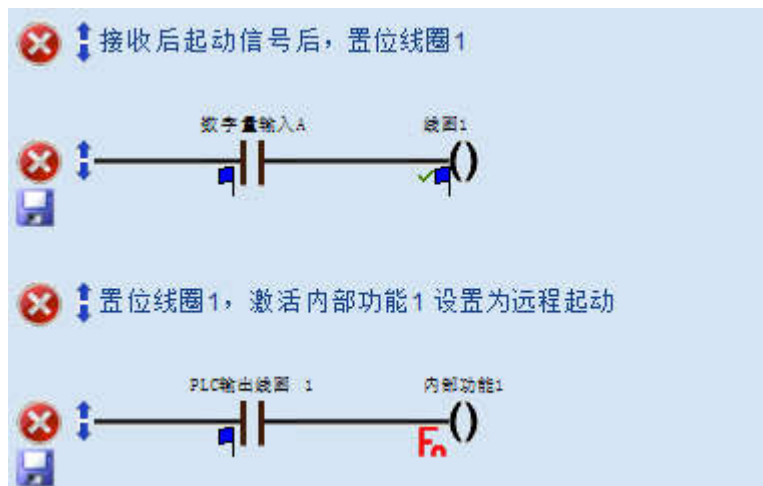 接收后起动信号后，置位线圈1
数字量输入A
线圈1
置位线圈1，激活内部功能1 设置为远程起动
PLC输出线圈 1
内部功能1
Fn